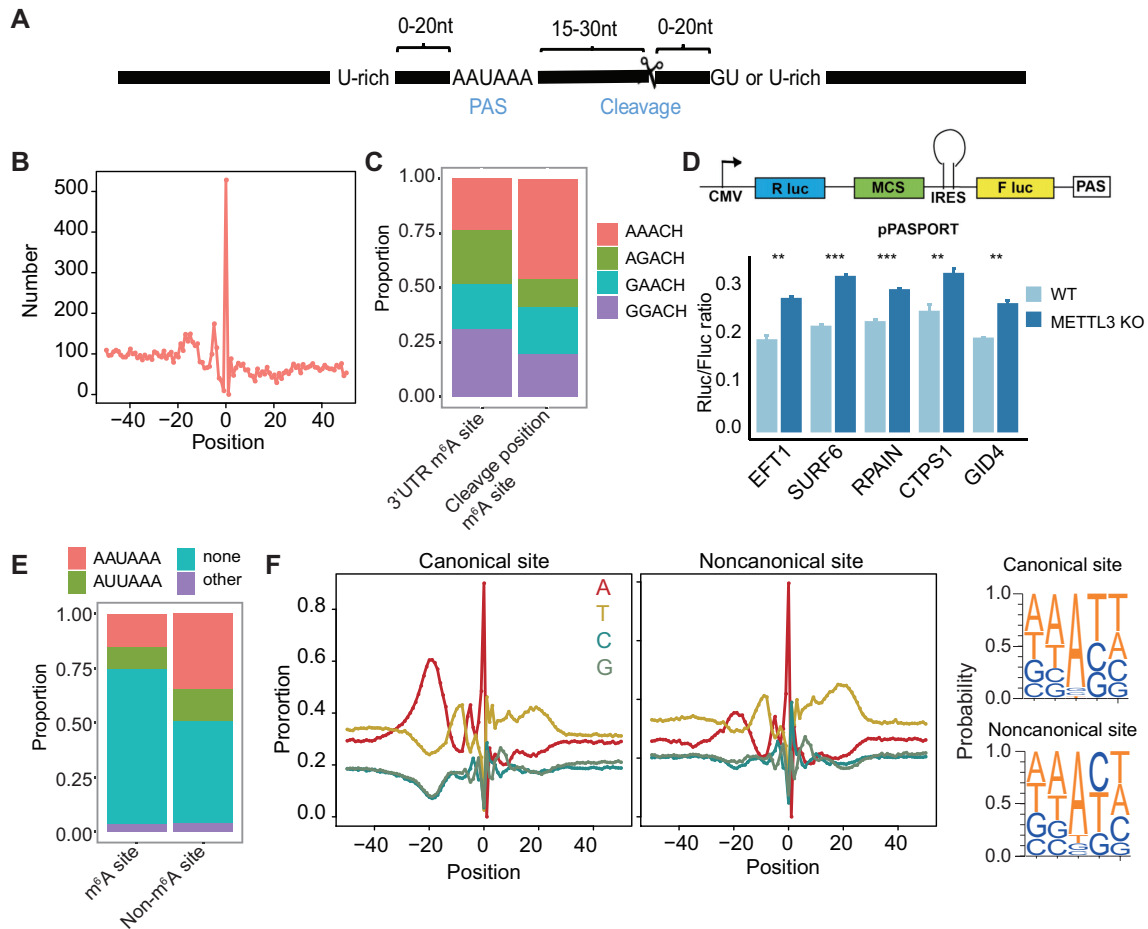 A
0-20nt
15-30nt
0-20nt
U-rich
AAUAAA
GU or U-rich
PAS
Cleavage
B
Number
500
400
300
200
100
0
−40
−20
0
20
40
Position
C
Proportion
1.00
0.75
0.50
0.25
0.00
3'UTR m⁶A site
Cleavge position
m⁶A site
AAACH
AGACH
GAACH
GGACH
D
CMV
R luc
MCS
IRES
F luc
PAS
pPASPORT
Rluc/Fluc ratio
0.3
0.2
0.1
0.0
**
***
***
**
**
WT
METTL3 KO
EFT1
SURF6
RPAIN
CTPS1
GID4
E
AAUAAA
none
AUUAAA
other
Proportion
1.00
0.75
0.50
0.25
0.00
m⁶A site
Non-m⁶A site
F
Canonical site
Noncanonical site
Prorortion
0.8
0.6
0.4
0.2
0.0
A
T
C
G
−40
−20
0
20
40
Position
−40
−20
0
20
40
Position
Canonical site
Probability
1.0
0.5
0.0
A A A T T
T T C A
G C G C
C G G G
Noncanonical site
1.0
0.5
0.0
A A A C T
T T T A
G G G C
C C G G